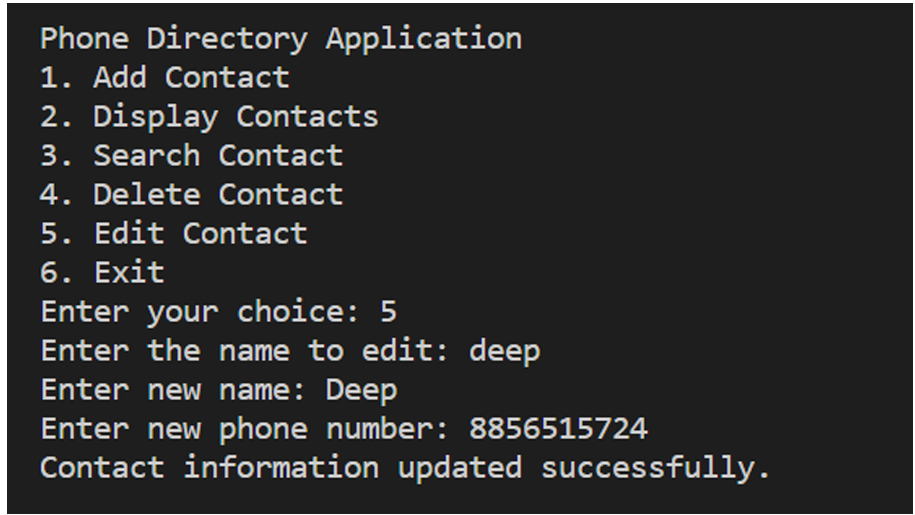 Phone Directory Application
1. Add Contact
2. Display Contacts
3. Search Contact
4. Delete Contact
5. Edit Contact
6. Exit
Enter your choice: 5
Enter the name to edit: deep
Enter new name: Deep
Enter new phone number: 8856515724
Contact information updated successfully.